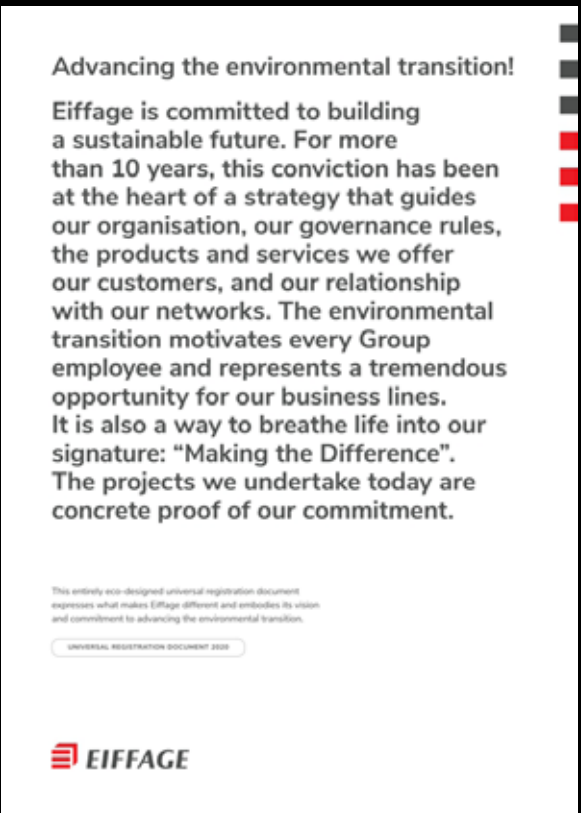 Advancing the environmental transition!
Eiffage is committed to building
a sustainable future. For more
than 10 years, this conviction has been
at the heart of a strategy that guides
our organisation, our governance rules,
the products and services we offer
our customers, and our relationship
with our networks. The environmental
transition motivates every Group
employee and represents a tremendous
opportunity for our business lines.
It is also a way to breathe life into our
signature: “Making the Difference”.
The projects we undertake today are
concrete proof of our commitment.
This entirely eco-designed universal registration document
expresses what makes Eiffage different and embodies its vision
and commitment to advancing the environmental transition.
UNIVERSAL REGISTRATION DOCUMENT 2020
EIFFAGE